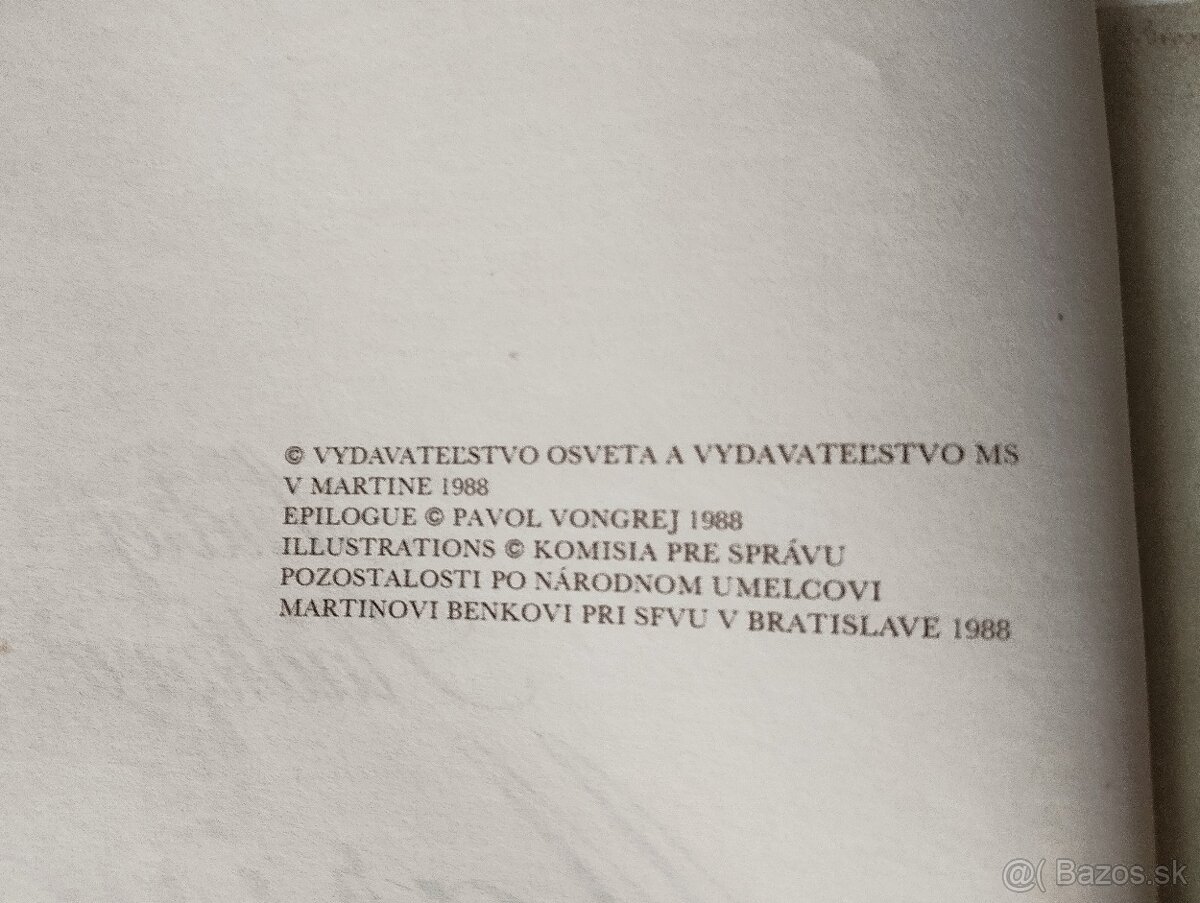 © VYDAVATEĽSTVO OSVETA A VYDAVATEĽSTVO MS
V MARTINE 1988
EPILOGUE © PAVOL VONGREJ 1988
ILLUSTRATIONS © KOMISIA PRE SPRÁVU
POZOSTALOSTI PO NÁRODNOM UMELCOVI
MARTINOVI BENKOVI PRI SFVU V BRATISLAVE 1988
@( Bazos.sk